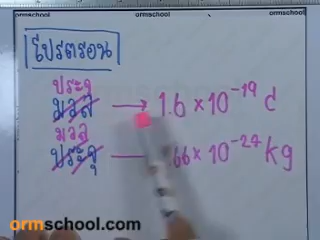 ormschool ormschool ormschool
โปรตรอน
ประจุ
มวล → 1.6 × 10⁻¹⁹ c
มวล
ประจุ — 66 × 10⁻²⁷ kg
ormschool.com